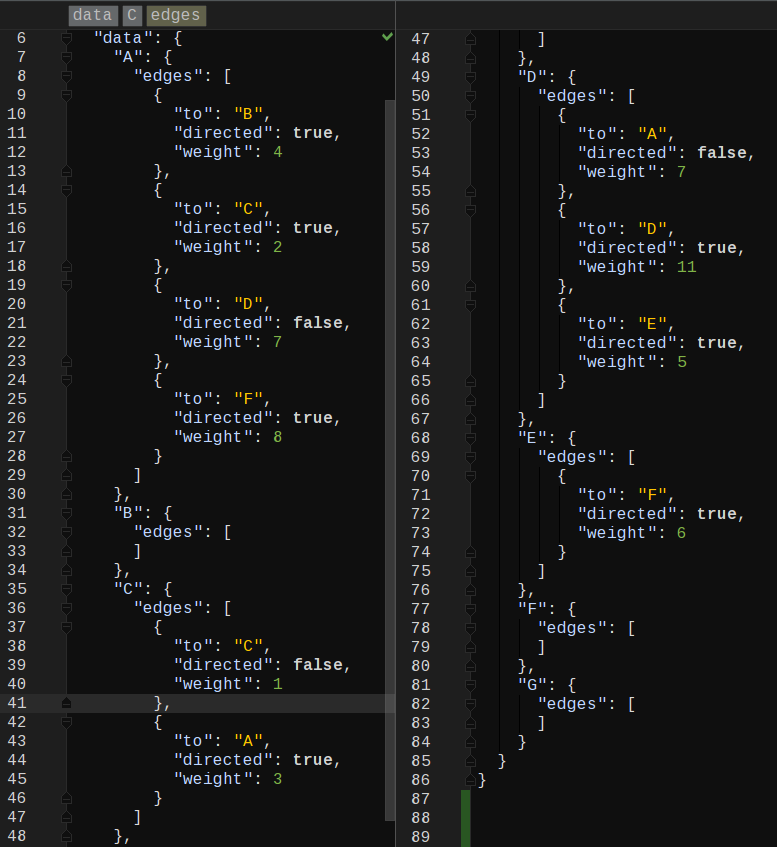 data C edges
6 "data": {
7 "A": {
8 "edges": [
9 {
10 "to": "B",
11 "directed": true,
12 "weight": 4
13 },
14 {
15 "to": "C",
16 "directed": true,
17 "weight": 2
18 },
19 {
20 "to": "D",
21 "directed": false,
22 "weight": 7
23 },
24 {
25 "to": "F",
26 "directed": true,
27 "weight": 8
28 }
29 ]
30 },
31 "B": {
32 "edges": [
33 ]
34 },
35 "C": {
36 "edges": [
37 {
38 "to": "C",
39 "directed": false,
40 "weight": 1
41 },
42 {
43 "to": "A",
44 "directed": true,
45 "weight": 3
46 }
47 ]
48 },
47 ]
48 },
49 "D": {
50 "edges": [
51 {
52 "to": "A",
53 "directed": false,
54 "weight": 7
55 },
56 {
57 "to": "D",
58 "directed": true,
59 "weight": 11
60 },
61 {
62 "to": "E",
63 "directed": true,
64 "weight": 5
65 }
66 ]
67 },
68 "E": {
69 "edges": [
70 {
71 "to": "F",
72 "directed": true,
73 "weight": 6
74 }
75 ]
76 },
77 "F": {
78 "edges": [
79 ]
80 },
81 "G": {
82 "edges": [
83 ]
84 }
85 }
86 }
87
88
89